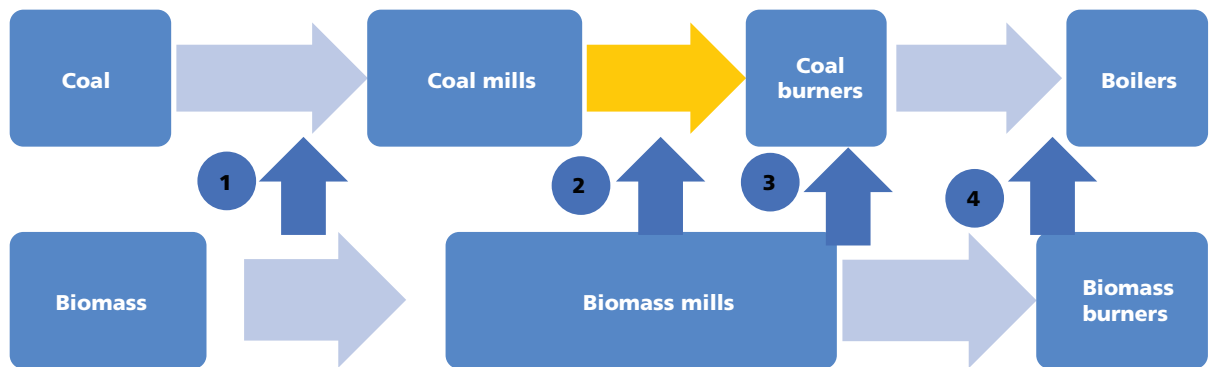 Coal
Coal mills
Coal
burners
Boilers
1
2
3
4
Biomass
Biomass mills
Biomass
burners